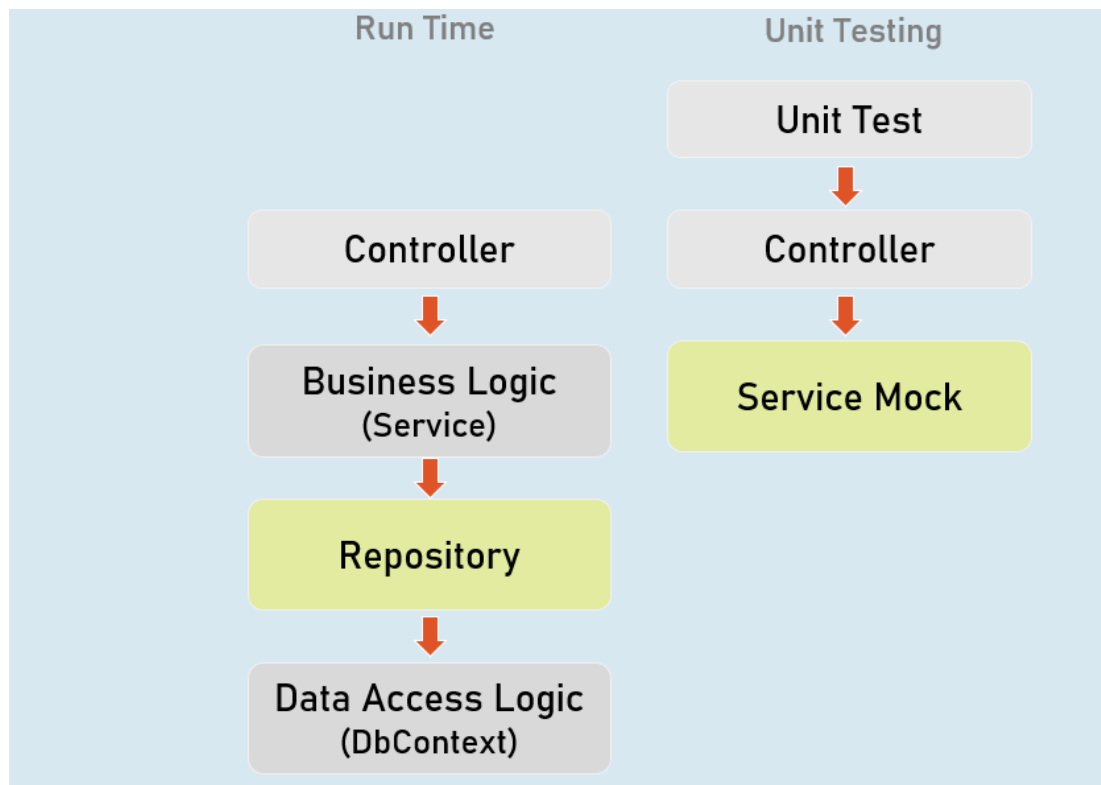 Run Time
Unit Testing
Unit Test
Controller
Controller
Business Logic
(Service)
Service Mock
Repository
Data Access Logic
(DbContext)